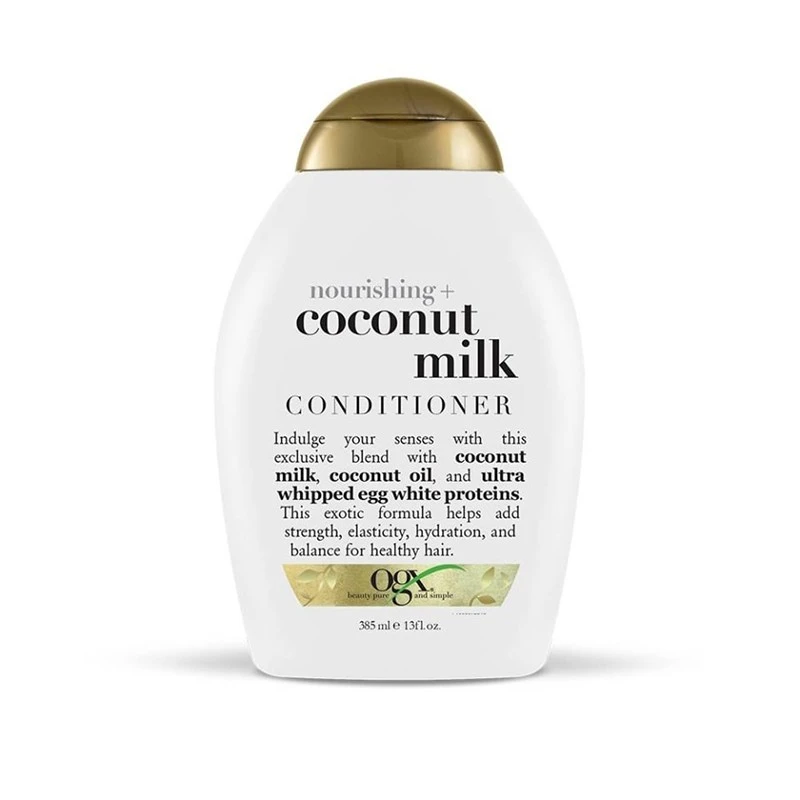 nourishing+
coconut
milk
CONDITIONER
Indulge your senses with this
exclusive blend with coconut
milk, coconut oil, and ultra
whipped egg white proteins.
This exotic formula helps add
strength, elasticity, hydration, and
balance for healthy hair.
ogx
beauty pure and simple
385 ml e 13fl.oz.